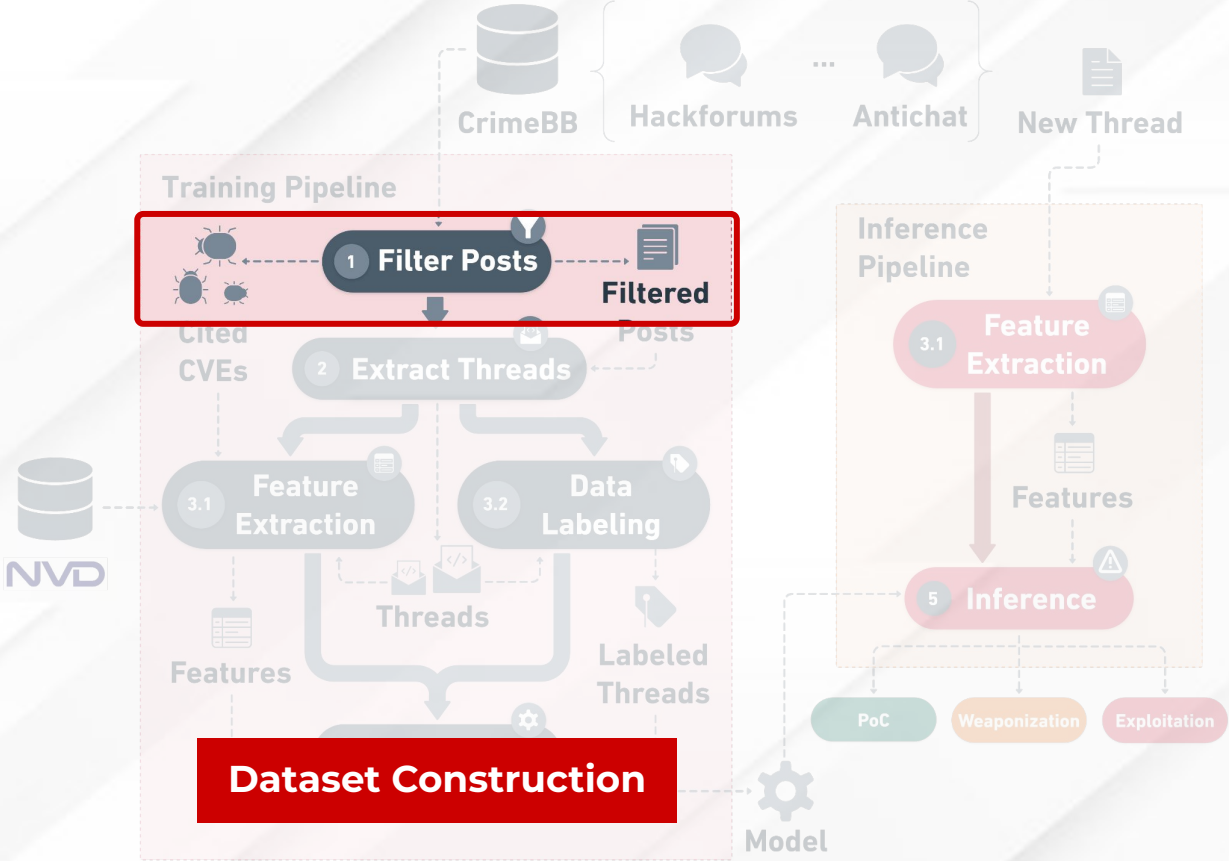 CrimeBB
Hackforums
...
Antichat
New Thread
Training Pipeline
1 Filter Posts
Filtered
Posts
Cited
CVEs
2 Extract Threads
3.1 Feature
Extraction
3.2 Data
Labeling
NVD
</>
</>
Threads
Features
Labeled
Threads
Dataset Construction
Model
Inference
Pipeline
3.1 Feature
Extraction
Features
5 Inference
PoC
Weaponization
Exploitation